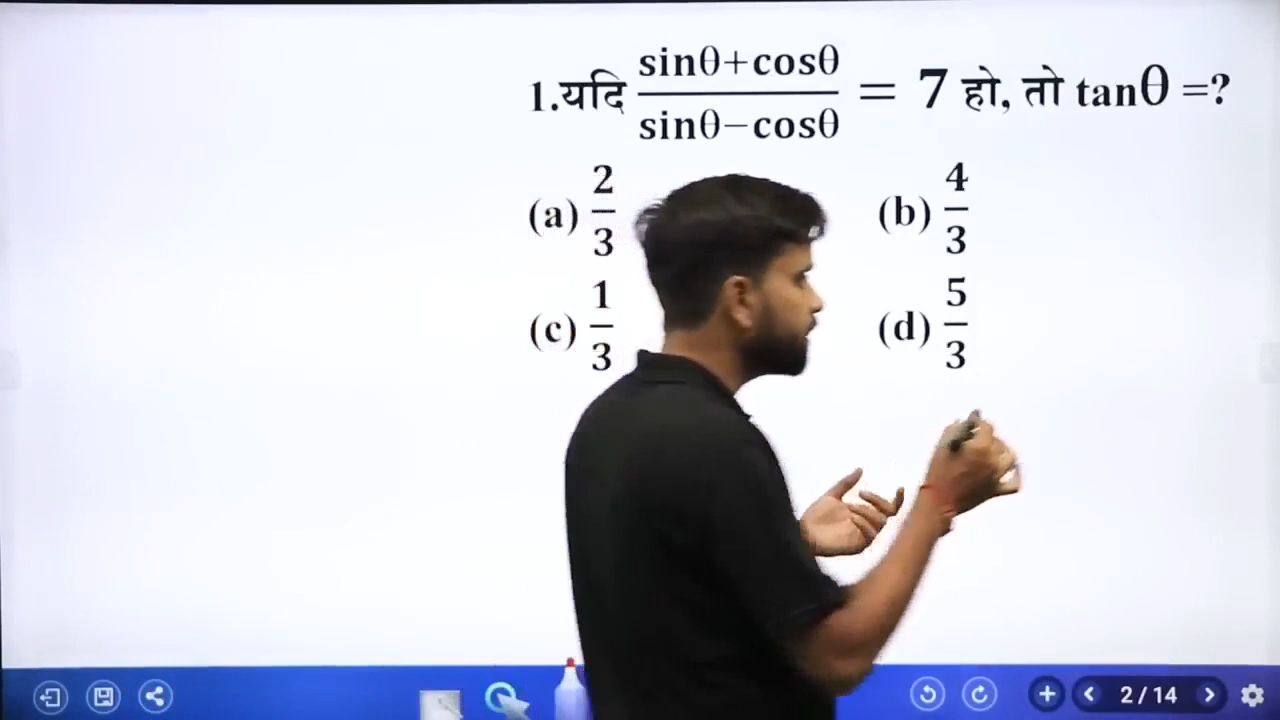 1.यदि (sinθ+cosθ)/(sinθ−cosθ) = 7 हो, तो tanθ =?
(a) 2/3 (b) 4/3
(c) 1/3 (d) 5/3
2 / 14